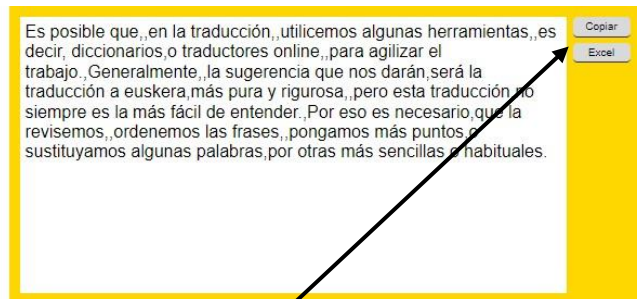 Es posible que,,en la traducción,,utilicemos algunas herramientas,,es
decir, diccionarios,o traductores online,,para agilizar el
trabajo.,Generalmente,,la sugerencia que nos darán,será la
traducción a euskera,más pura y rigurosa,,pero esta traducción,no
siempre es la más fácil de entender.,Por eso es necesario,que la
revisemos,,ordenemos las frases,,pongamos más puntos,o
sustituyamos algunas palabras,por otras más sencillas o habituales.
Copiar
Excel